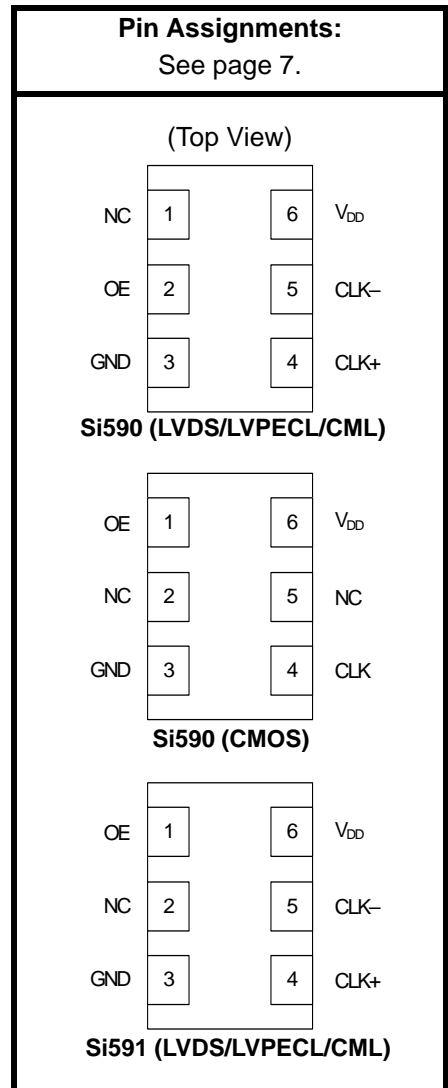 Pin Assignments:
See page 7.
(Top View)
NC 1 6 VDD
OE 2 5 CLK–
GND 3 4 CLK+
Si590 (LVDS/LVPECL/CML)
OE 1 6 VDD
NC 2 5 NC
GND 3 4 CLK
Si590 (CMOS)
OE 1 6 VDD
NC 2 5 CLK–
GND 3 4 CLK+
Si591 (LVDS/LVPECL/CML)